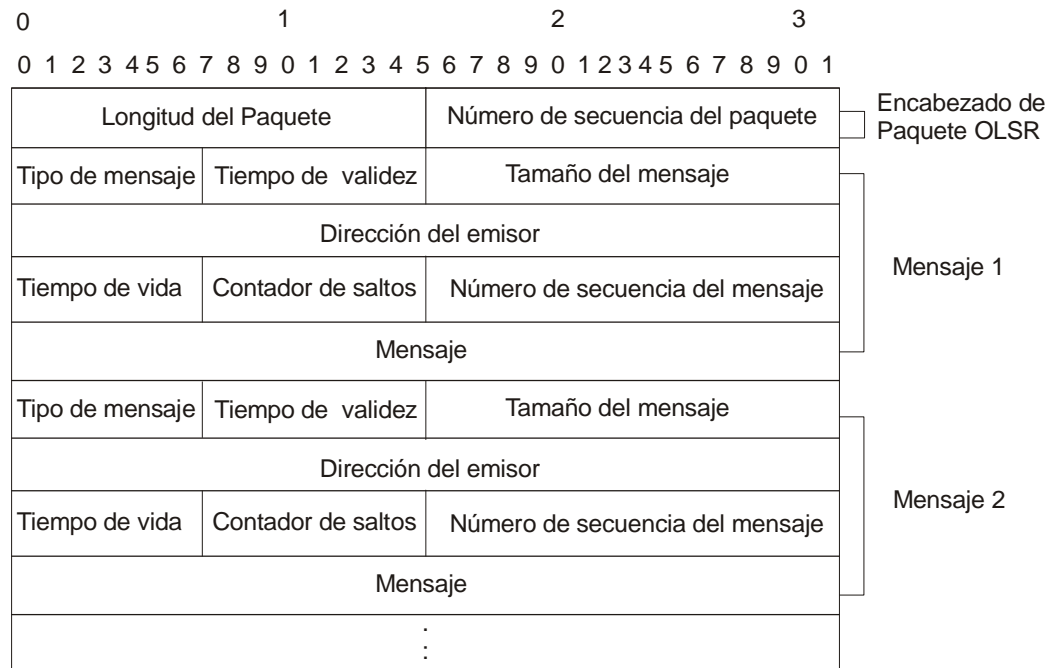 0 1 2 3
0 1 2 3 4 5 6 7 8 9 0 1 2 3 4 5 6 7 8 9 0 1 2 3 4 5 6 7 8 9 0 1
Longitud del Paquete Número de secuencia del paquete
Encabezado de
Paquete OLSR
Tipo de mensaje Tiempo de validez Tamaño del mensaje
Dirección del emisor
Mensaje 1
Tiempo de vida Contador de saltos Número de secuencia del mensaje
Mensaje
Tipo de mensaje Tiempo de validez Tamaño del mensaje
Dirección del emisor
Mensaje 2
Tiempo de vida Contador de saltos Número de secuencia del mensaje
Mensaje